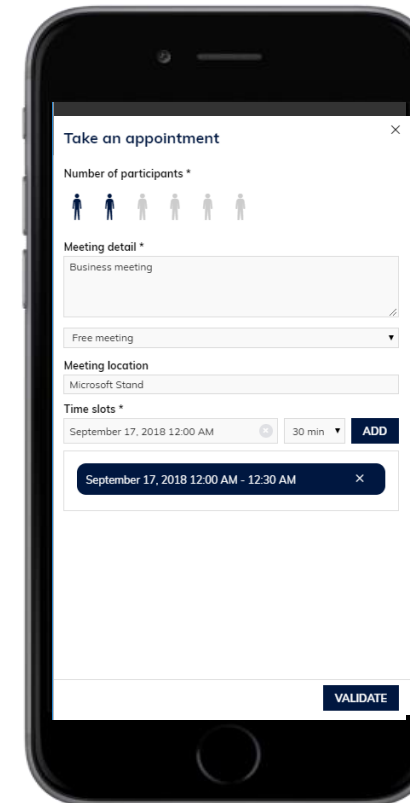 Take an appointment
Number of participants *
Meeting detail *
Business meeting
Free meeting
Meeting location
Microsoft Stand
Time slots *
September 17, 2018 12:00 AM 30 min ADD
September 17, 2018 12:00 AM - 12:30 AM
VALIDATE